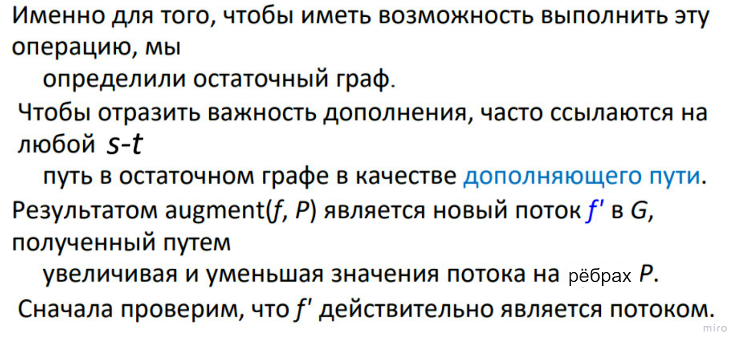 Именно для того, чтобы иметь возможность выполнить эту
операцию, мы
определили остаточный граф.
Чтобы отразить важность дополнения, часто ссылаются на
любой s-t
путь в остаточном графе в качестве дополняющего пути.
Результатом augment(f, P) является новый поток f' в G,
полученный путем
увеличивая и уменьшая значения потока на рёбрах P.
Сначала проверим, что f' действительно является потоком.
miro